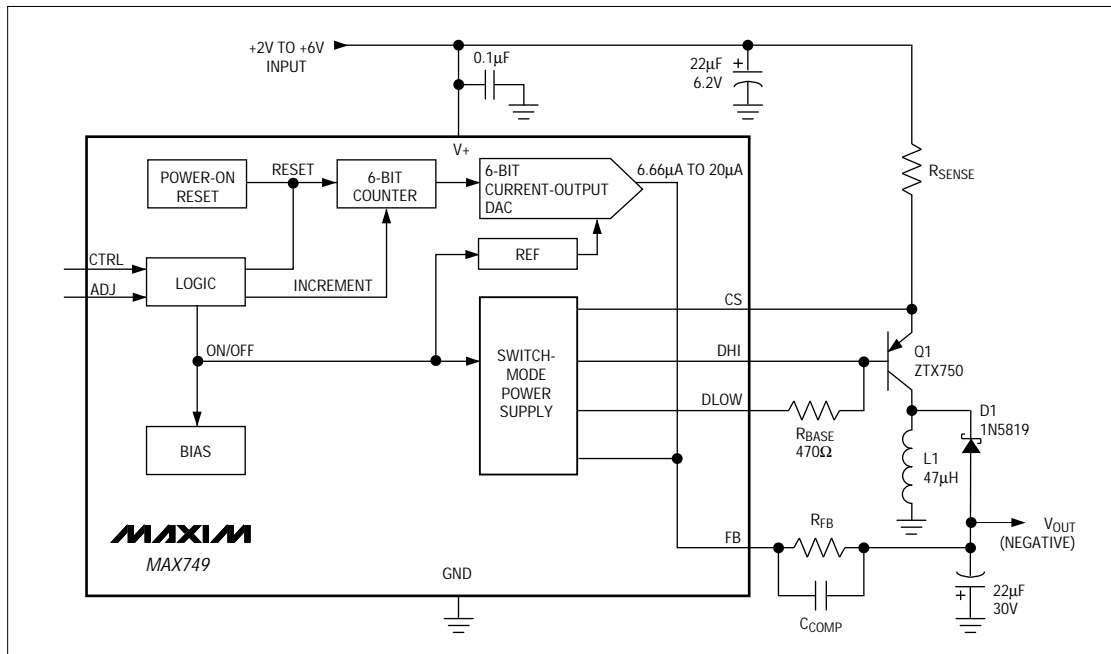 +2V TO +6V
INPUT
0.1µF
22µF
6.2V
+
V+
RSENSE
POWER-ON
RESET
RESET
6-BIT
COUNTER
6-BIT
CURRENT-OUTPUT
DAC
6.66µA TO 20µA
REF
CTRL
ADJ
LOGIC
INCREMENT
ON/OFF
BIAS
SWITCH-
MODE
POWER
SUPPLY
CS
DHI
DLOW
RBASE
470Ω
Q1
ZTX750
D1
1N5819
L1
47µH
FB
RFB
CCOMP
VOUT
(NEGATIVE)
22µF
30V
+
MAXIM
MAX749
GND